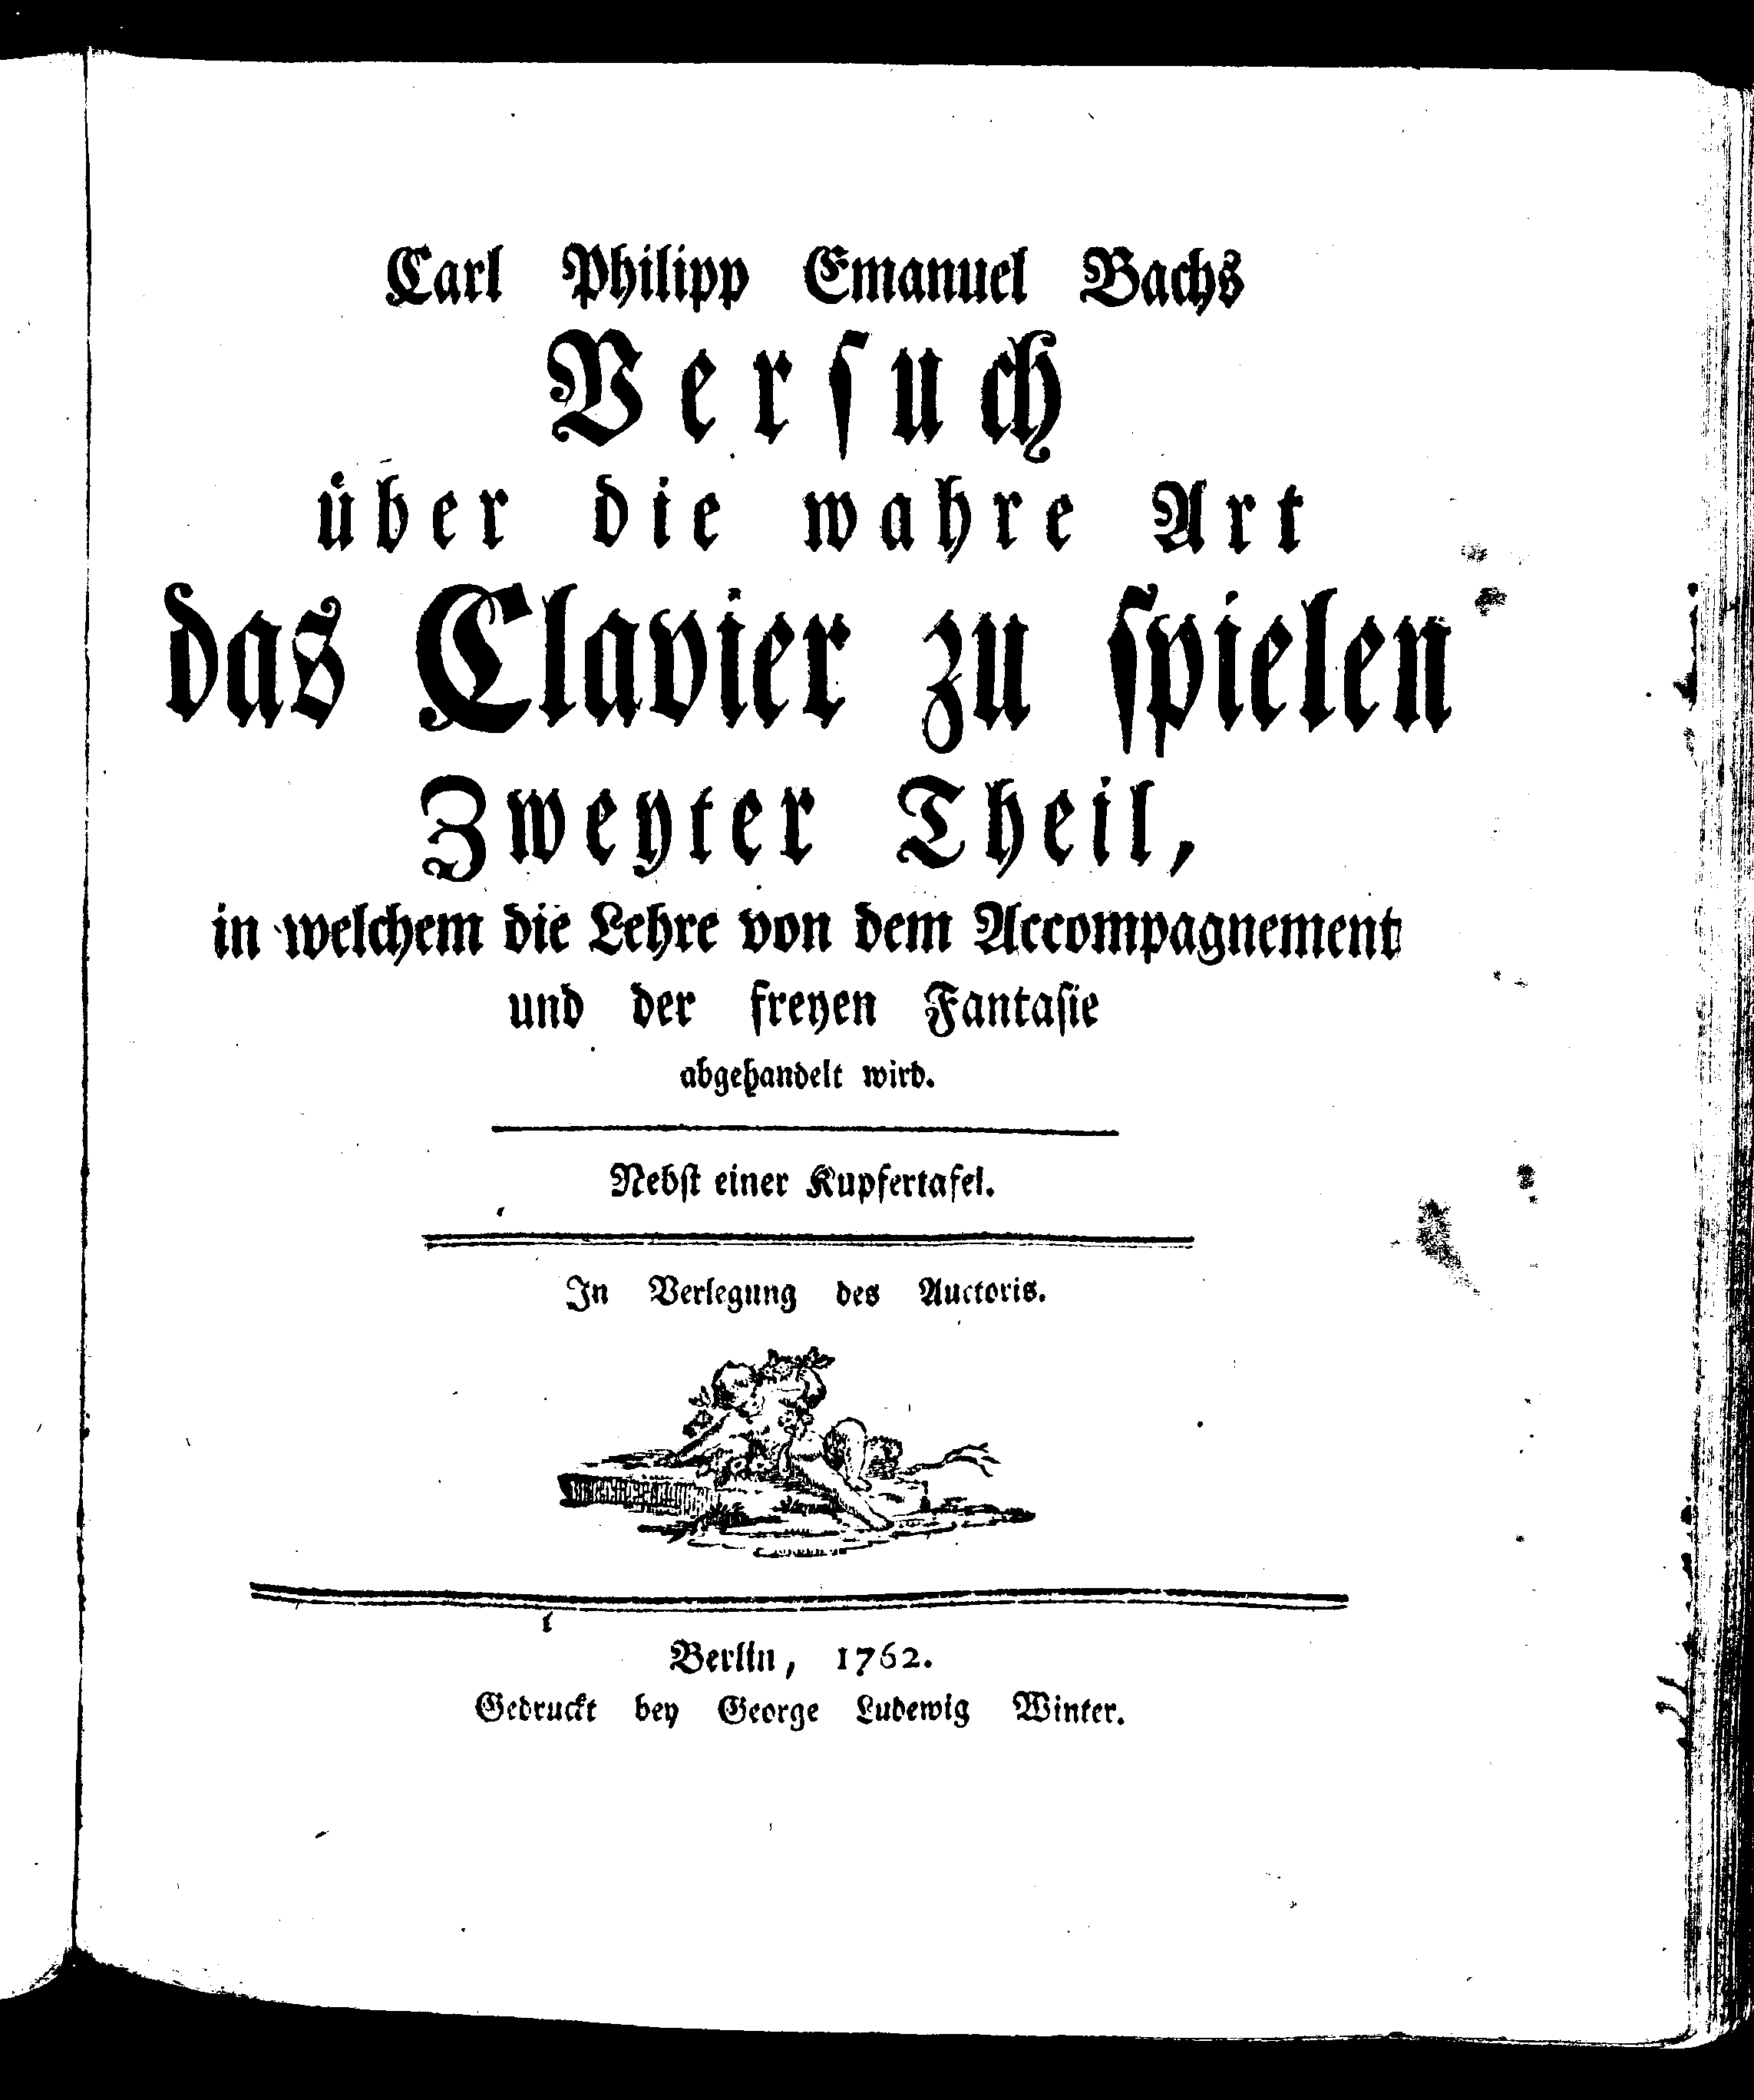 Carl Philipp Emanuel Bachs
Verſuch
über die wahre Art
das Clavier zu ſpielen
Zweyter Theil,
in welchem die Lehre von dem Accompagnement
und der freyen Fantaſie
abgehandelt wird.
Nebſt einer Kupfertafel.
In Verlegung des Auctoris.
Berlin, 1762.
Gedruckt bey George Ludewig Winter.